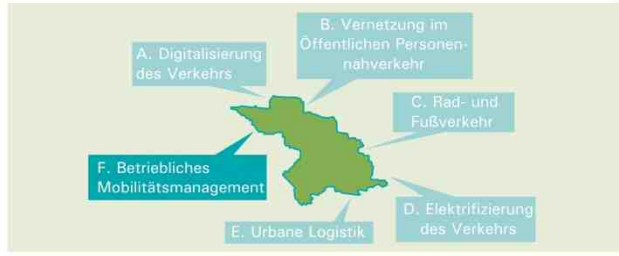 A. Digitalisierung
des Verkehrs
B. Vernetzung im
Öffentlichen Personen-
nahverkehr
C. Rad- und
Fußverkehr
D. Elektrifizierung
des Verkehrs
E. Urbane Logistik
F. Betriebliches
Mobilitätsmanagement